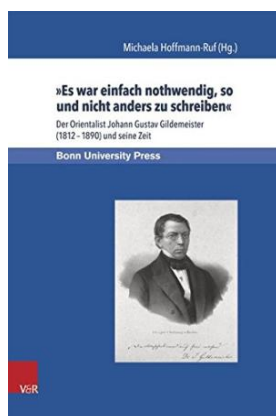 Michaela Hoffmann-Ruf (Hg.)
»Es war einfach nothwendig, so
und nicht anders zu schreiben«
Der Orientalist Johann Gustav Gildemeister
(1812 – 1890) und seine Zeit
Bonn University Press
V&R